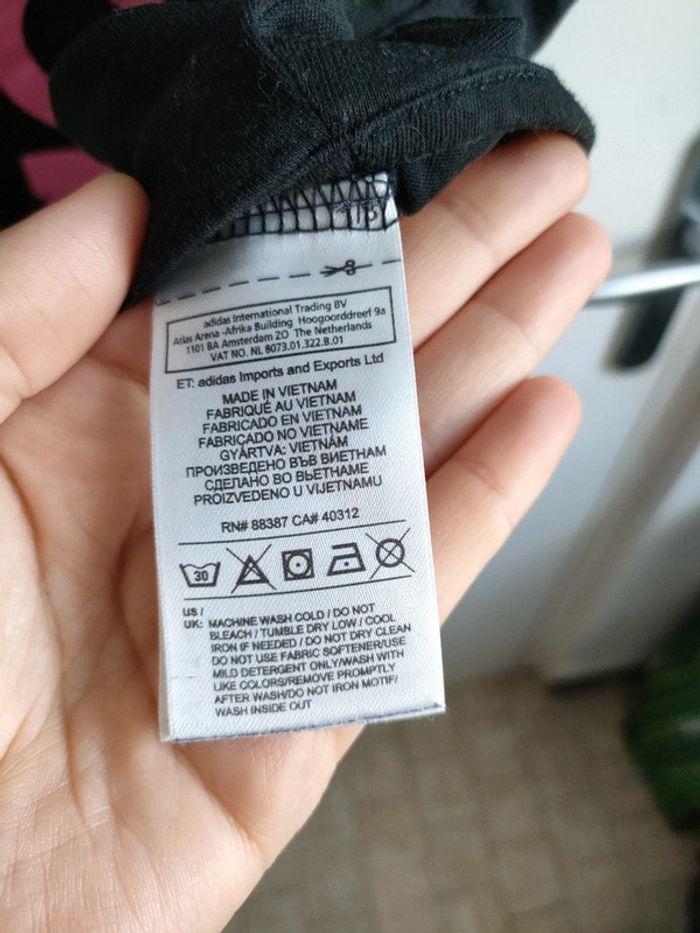 adidas International Trading BV
Atlas Arena -Afrika Building Hoogoorddreef 9a
1101 BA Amsterdam ZO The Netherlands
VAT NO. NL 8073.01.322.B.01
ET: adidas Imports and Exports Ltd
MADE IN VIETNAM
FABRIQUÉ AU VIETNAM
FABRICADO EN VIETNAM
FABRICADO NO VIETNAME
GYÁRTVA: VIETNÁM
ПРОИЗВЕДЕНО ВЪВ ВИЕТНАМ
СДЕЛАНО ВО ВЬЕТНАМЕ
PROIZVEDENO U VIJETNAMU
RN# 88387 CA# 40312
30
US /
UK: MACHINE WASH COLD / DO NOT
BLEACH / TUMBLE DRY LOW / COOL
IRON IF NEEDED / DO NOT DRY CLEAN
DO NOT USE FABRIC SOFTENER/USE
MILD DETERGENT ONLY/WASH WITH
LIKE COLORS/REMOVE PROMPTLY
AFTER WASH/DO NOT IRON MOTIF/
WASH INSIDE OUT